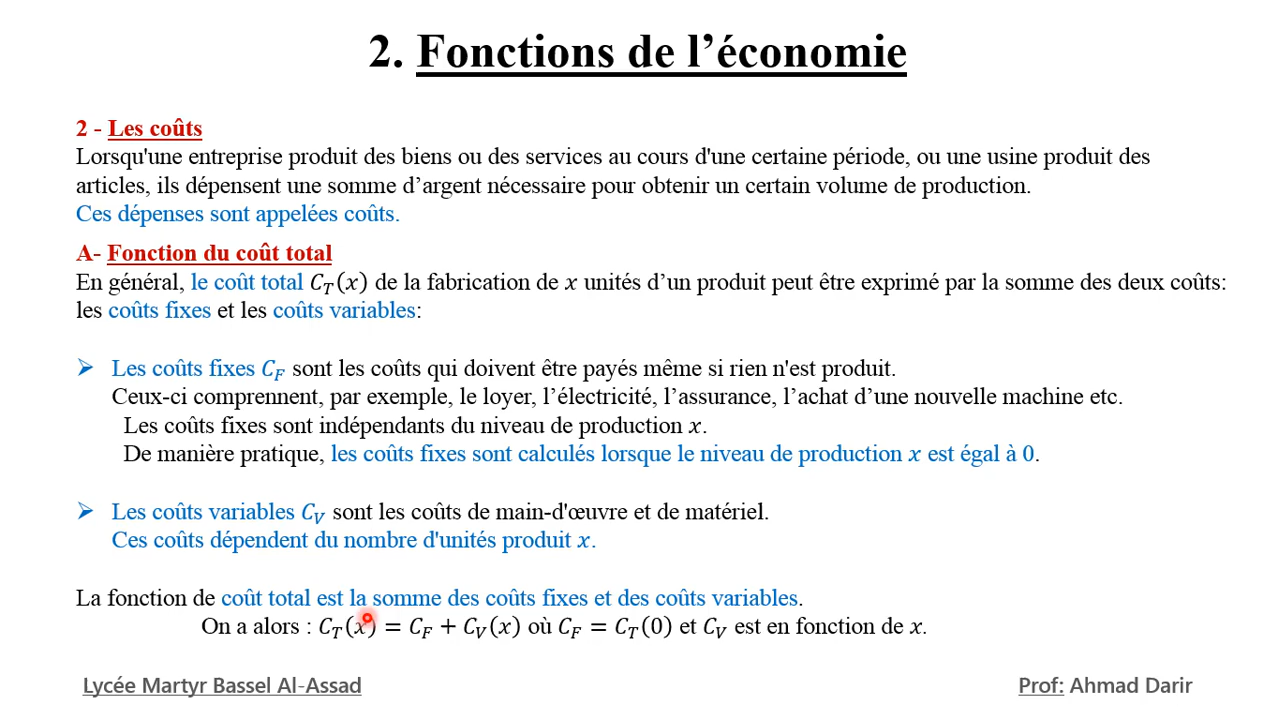 2. Fonctions de l’économie
2 - Les coûts
Lorsqu'une entreprise produit des biens ou des services au cours d'une certaine période, ou une usine produit des
articles, ils dépensent une somme d’argent nécessaire pour obtenir un certain volume de production.
Ces dépenses sont appelées coûts.
A- Fonction du coût total
En général, le coût total 𝐶𝑇(𝑥) de la fabrication de 𝑥 unités d’un produit peut être exprimé par la somme des deux coûts:
les coûts fixes et les coûts variables:
➢ Les coûts fixes 𝐶𝐹 sont les coûts qui doivent être payés même si rien n'est produit.
Ceux-ci comprennent, par exemple, le loyer, l’électricité, l’assurance, l’achat d’une nouvelle machine etc.
Les coûts fixes sont indépendants du niveau de production 𝑥.
De manière pratique, les coûts fixes sont calculés lorsque le niveau de production 𝑥 est égal à 0.
➢ Les coûts variables 𝐶𝑉 sont les coûts de main-d'œuvre et de matériel.
Ces coûts dépendent du nombre d'unités produit 𝑥.
La fonction de coût total est la somme des coûts fixes et des coûts variables.
On a alors : 𝐶𝑇(𝑥) = 𝐶𝐹 + 𝐶𝑉(𝑥) où 𝐶𝐹 = 𝐶𝑇(0) et 𝐶𝑉 est en fonction de 𝑥.
Lycée Martyr Bassel Al-Assad
Prof: Ahmad Darir